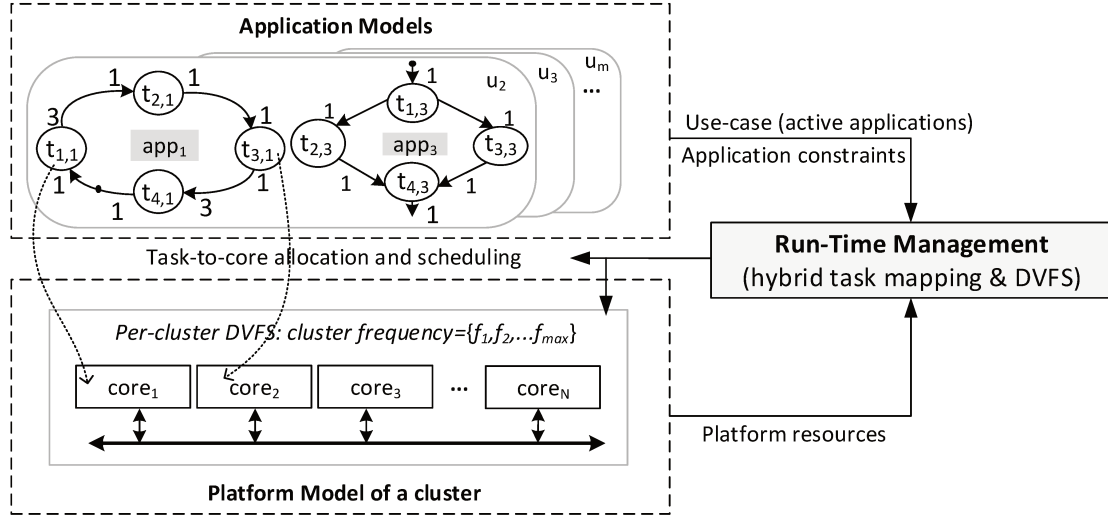 Application Models
u₂
u₃
uₘ
...
1
1
t₂,₁
3
1
t₁,₁
app₁
t₃,₁
1
1
t₄,₁
1
3
1
t₁,₃
1
1
t₂,₃
app₃
t₃,₃
1
1
t₄,₃
1
Use-case (active applications)
Application constraints
Run-Time Management
(hybrid task mapping & DVFS)
Task-to-core allocation and scheduling
Per-cluster DVFS: cluster frequency={f₁,f₂,...fₘₐₓ}
core₁
core₂
core₃
...
core_N
Platform resources
Platform Model of a cluster